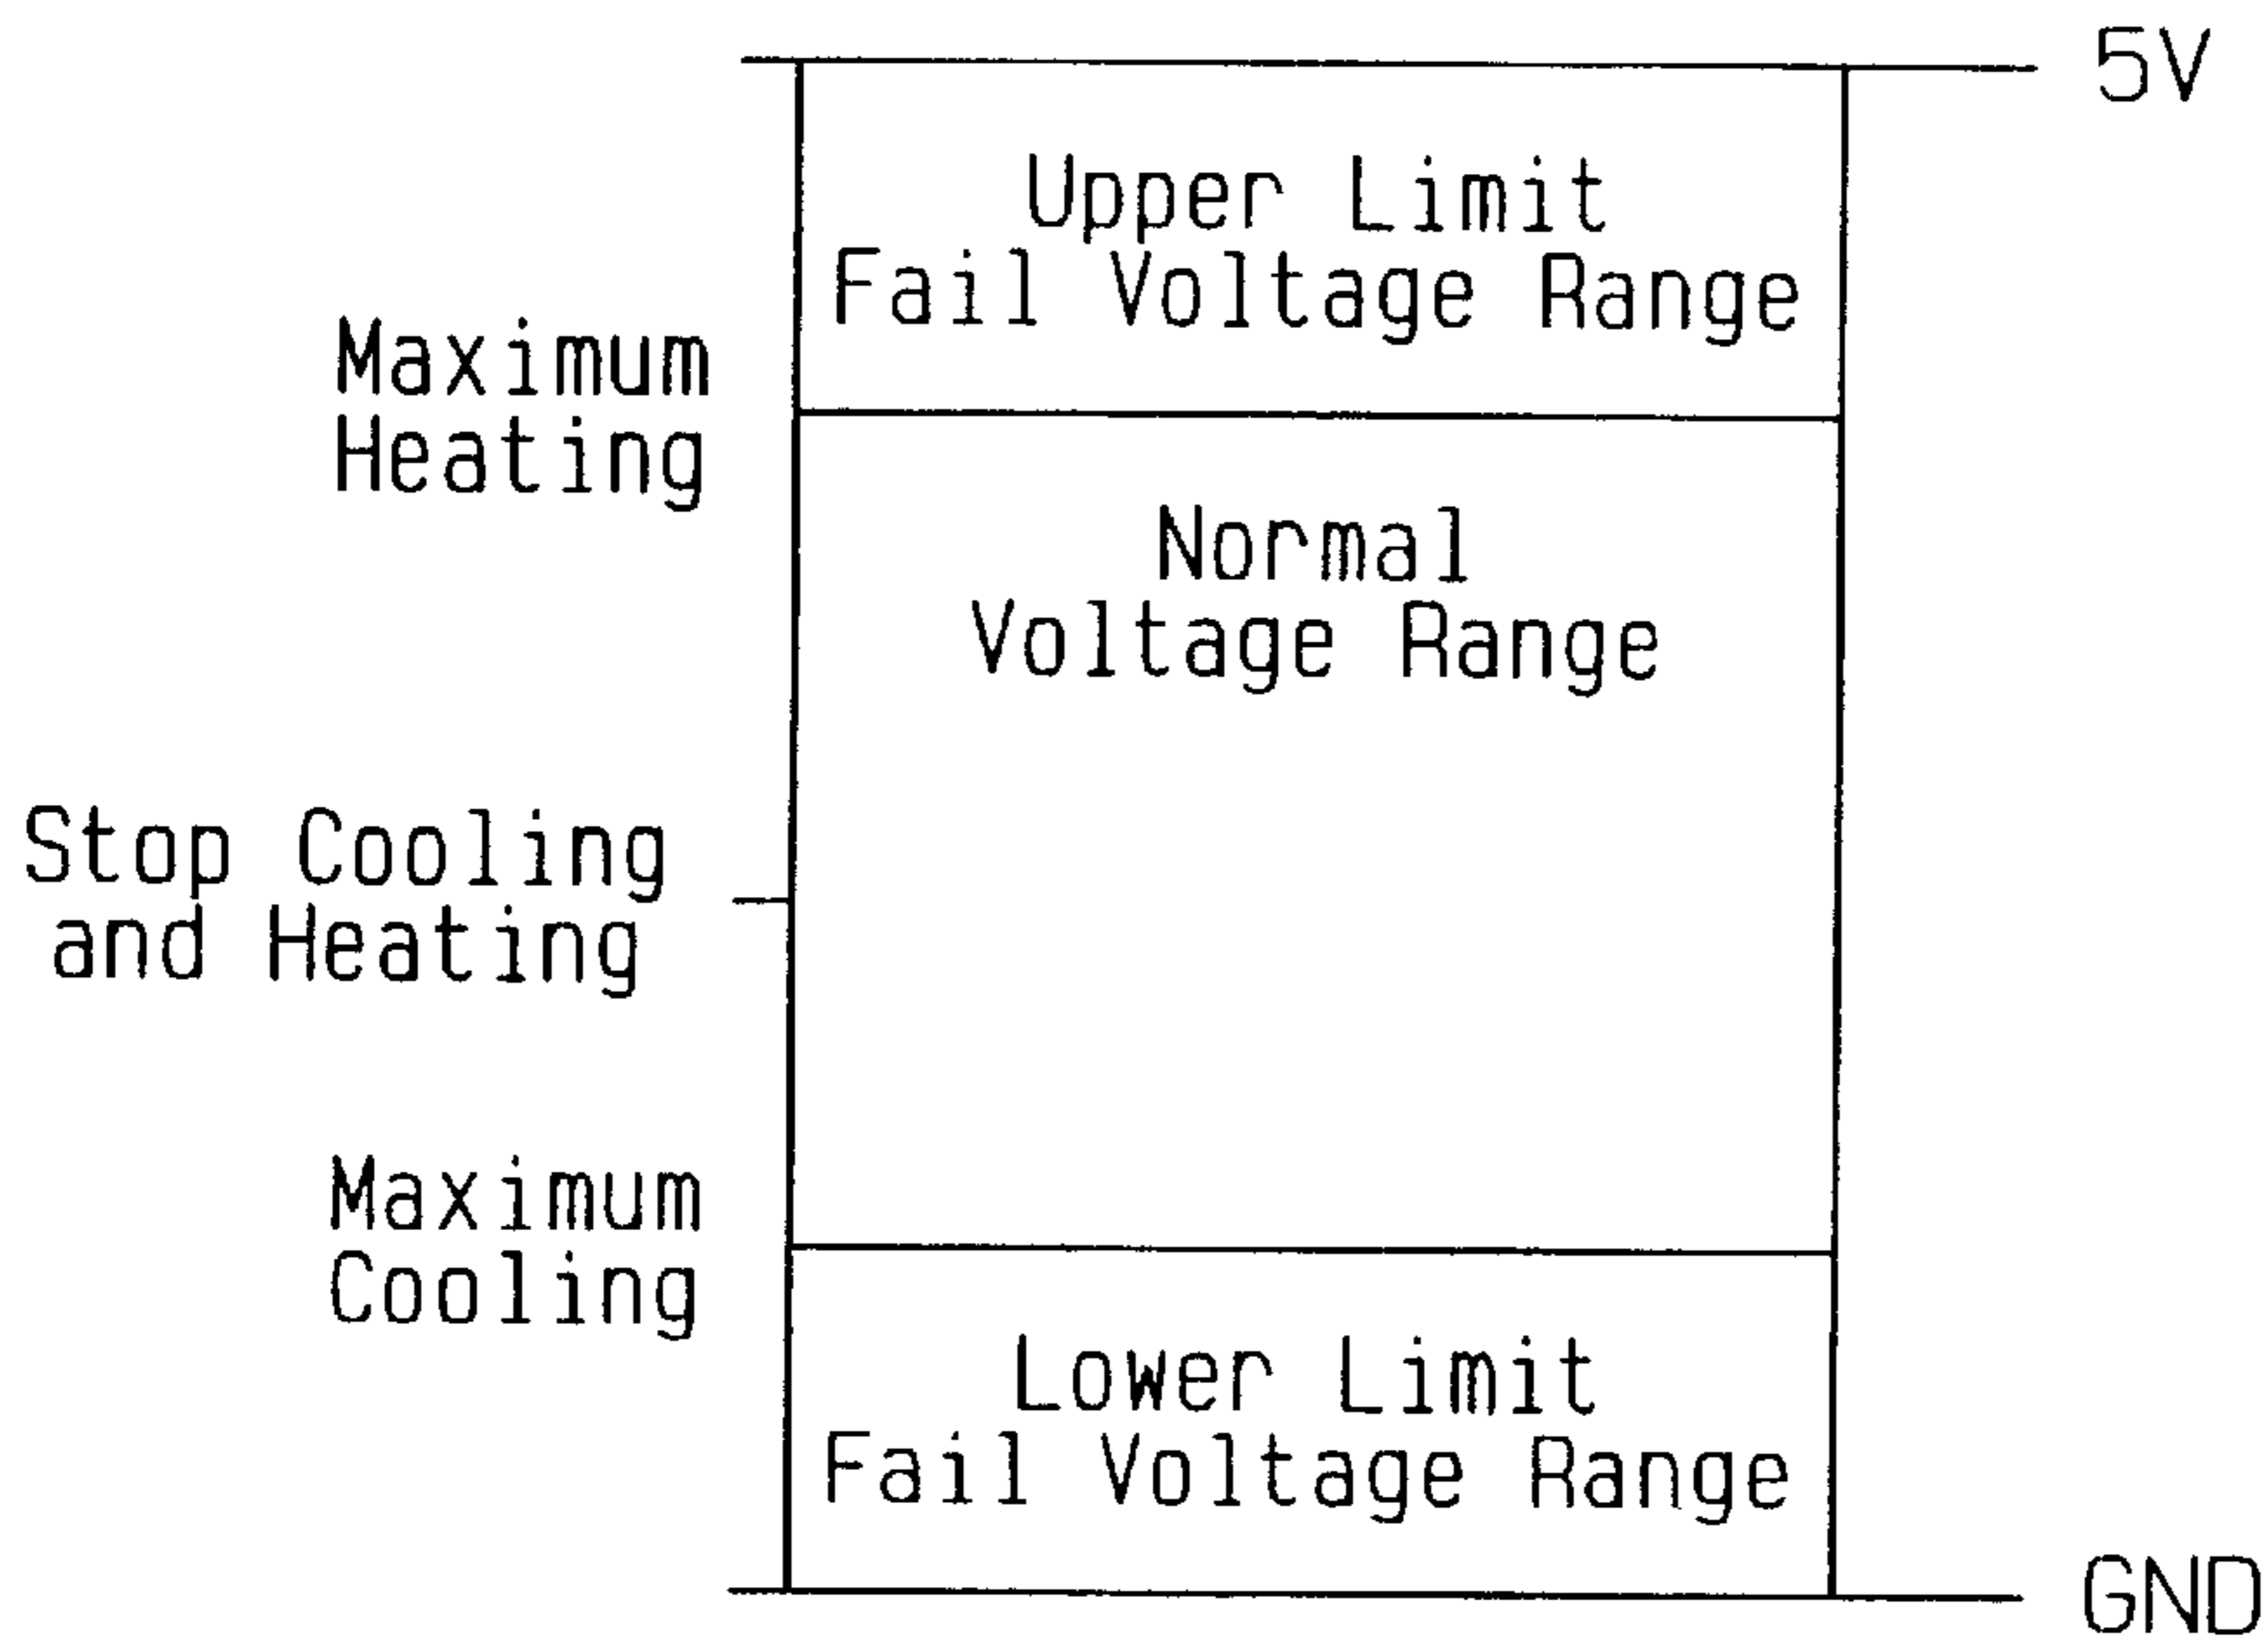 5V
Upper Limit
Fail Voltage Range
Maximum
Heating
Normal
Voltage Range
Stop Cooling
and Heating
Maximum
Cooling
Lower Limit
Fail Voltage Range
GND